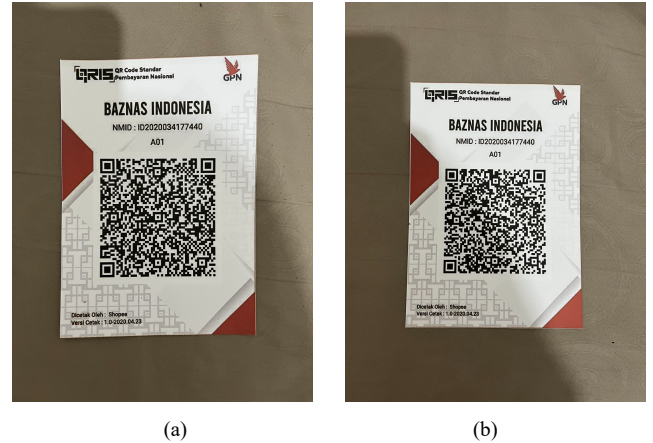 QRIS QR Code Standar
Pembayaran Nasional
GPN
BAZNAS INDONESIA
NMID : ID2020034177440
A01
Dicetak Oleh : Shopee
Versi Cetak : 1.0-2020.04.23
(a)
QRIS QR Code Standar
Pembayaran Nasional
GPN
BAZNAS INDONESIA
NMID : ID2020034177440
A01
Dicetak Oleh : Shopee
Versi Cetak : 1.0-2020.04.23
(b)